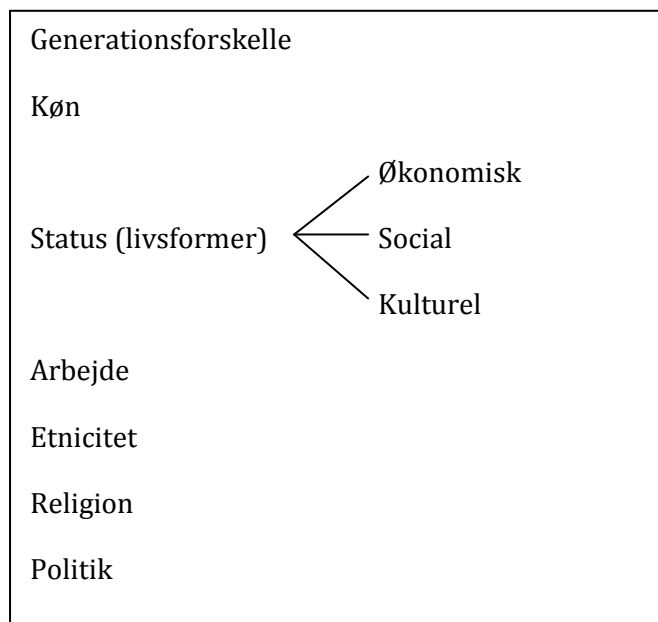 Generationsforskelle
Køn
Økonomisk
Status (livsformer)
Social
Kulturel
Arbejde
Etnicitet
Religion
Politik